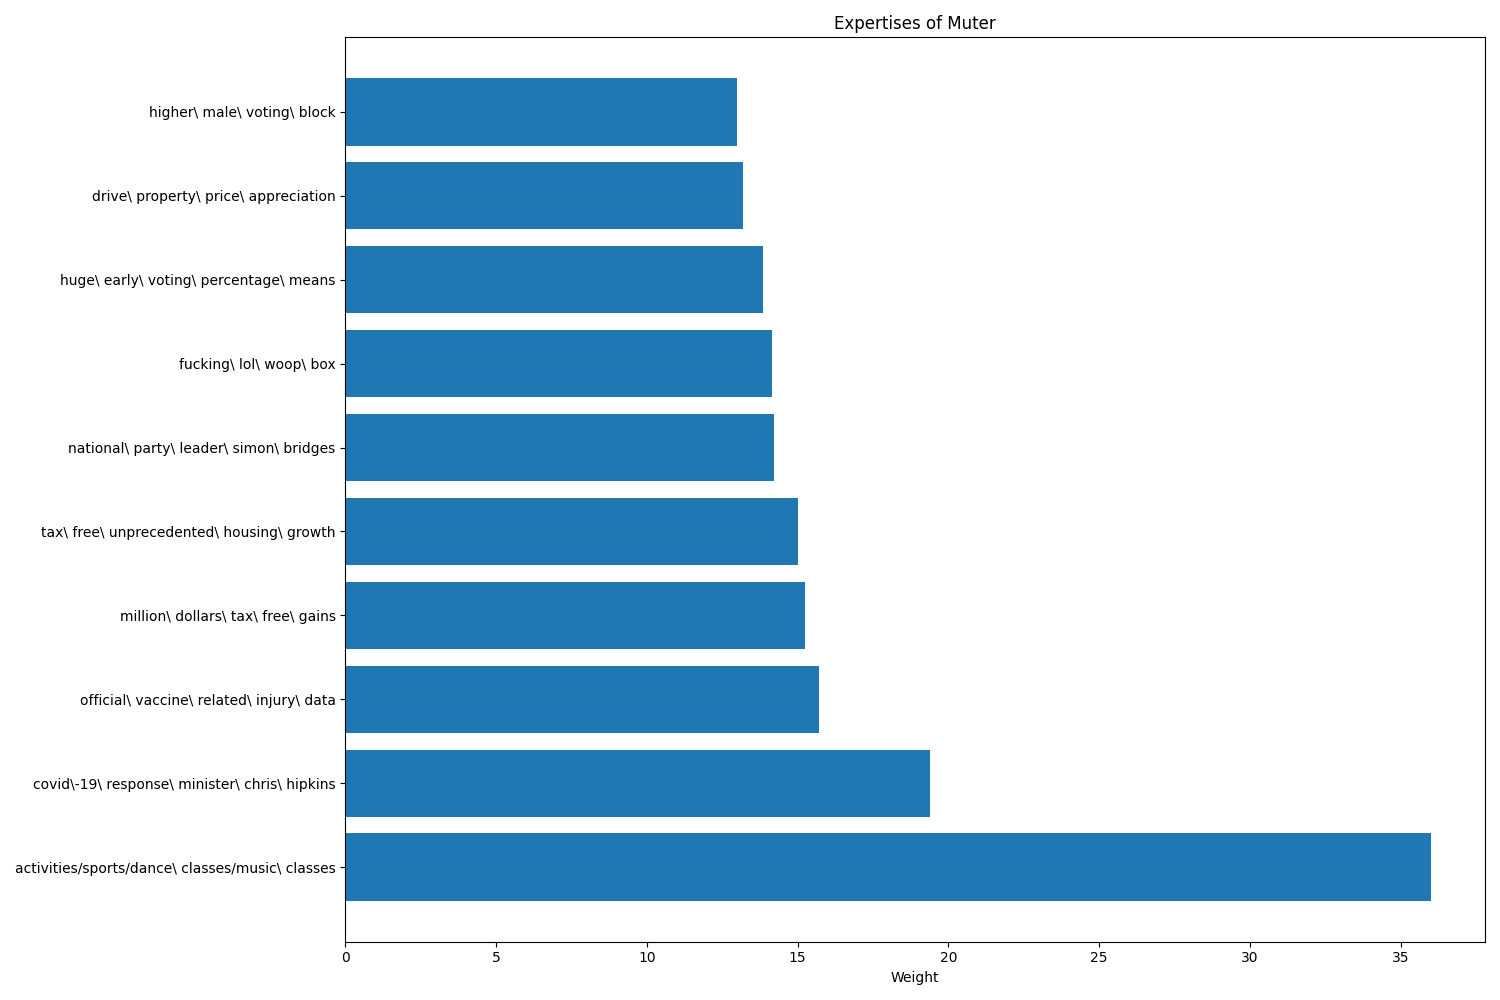 Expertises of Muter
higher\ male\ voting\ block
drive\ property\ price\ appreciation
huge\ early\ voting\ percentage\ means
fucking\ lol\ woop\ box
national\ party\ leader\ simon\ bridges
tax\ free\ unprecedented\ housing\ growth
million\ dollars\ tax\ free\ gains
official\ vaccine\ related\ injury\ data
covid\-19\ response\ minister\ chris\ hipkins
activities/sports/dance\ classes/music\ classes
0 5 10 15 20 25 30 35
Weight